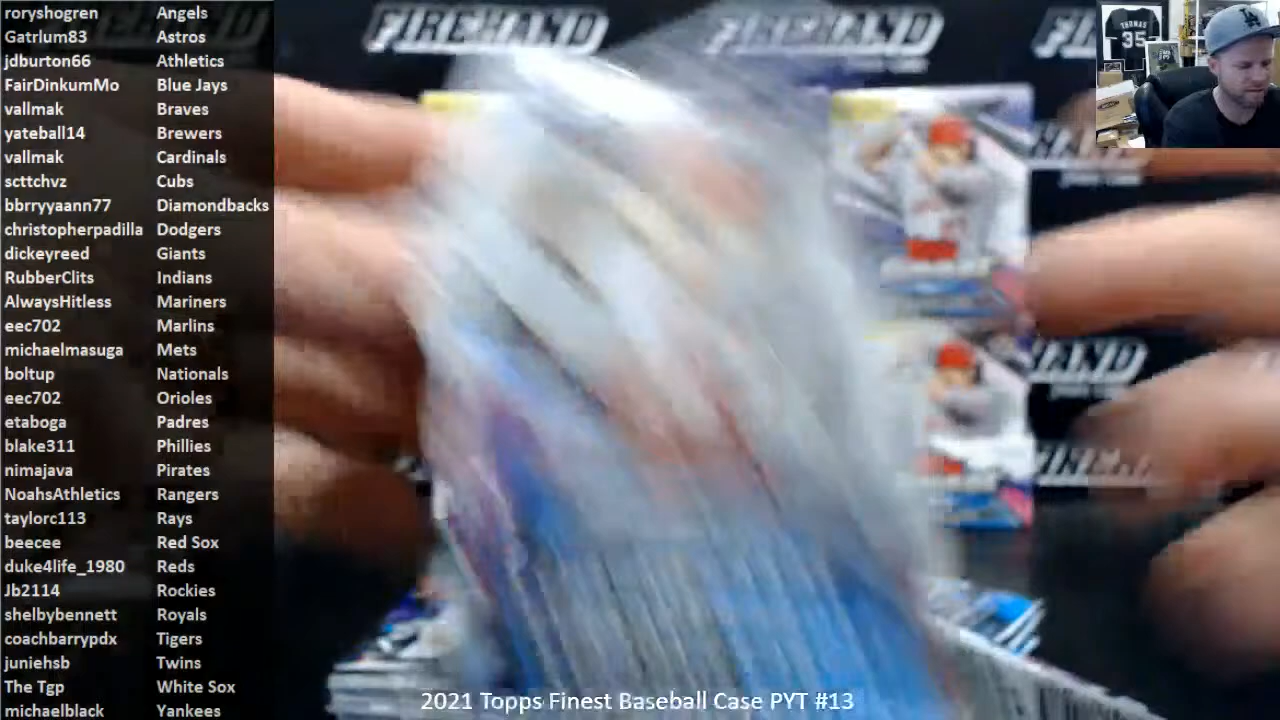 roryshogren Angels
Gatrlum83 Astros
jdburton66 Athletics
FairDinkumMo Blue Jays
vallmak Braves
yateball14 Brewers
vallmak Cardinals
scttchvz Cubs
bbrryyaann77 Diamondbacks
christopherpadilla Dodgers
dickeyreed Giants
RubberClits Indians
AlwaysHitless Mariners
eec702 Marlins
michaelmasuga Mets
boltup Nationals
eec702 Orioles
etaboga Padres
blake311 Phillies
nimajava Pirates
NoahsAthletics Rangers
taylorc113 Rays
beecee Red Sox
duke4life_1980 Reds
Jb2114 Rockies
shelbybennett Royals
coachbarrypdx Tigers
juniehsb Twins
The Tgp White Sox
michaelblack Yankees
FIREHAND FIREHAND
THOMAS
35
2021 Topps Finest Baseball Case PYT #13